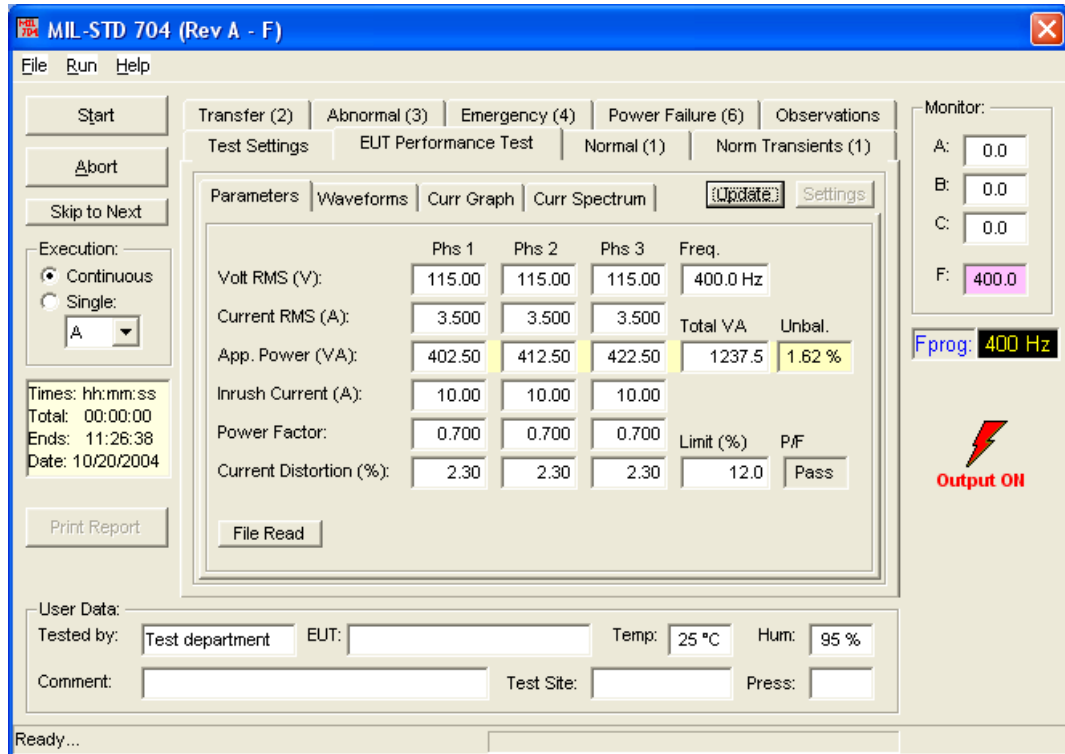 MIL-STD 704 (Rev A - F)
File Run Help
Start
Abort
Skip to Next
Execution:
Continuous
Single:
A
Times: hh:mm:ss
Total: 00:00:00
Ends: 11:26:38
Date: 10/20/2004
Print Report
Transfer (2) Abnormal (3) Emergency (4) Power Failure (6) Observations
Test Settings EUT Performance Test Normal (1) Norm Transients (1)
Parameters Waveforms Curr Graph Curr Spectrum Update Settings
Phs 1 Phs 2 Phs 3 Freq.
Volt RMS (V): 115.00 115.00 115.00 400.0 Hz
Current RMS (A): 3.500 3.500 3.500 Total VA Unbal.
App. Power (VA): 402.50 412.50 422.50 1237.5 1.62 %
Inrush Current (A): 10.00 10.00 10.00
Power Factor: 0.700 0.700 0.700 Limit (%) P/F
Current Distortion (%): 2.30 2.30 2.30 12.0 Pass
File Read
Monitor:
A: 0.0
B: 0.0
C: 0.0
F: 400.0
Fprog: 400 Hz
Output ON
User Data:
Tested by: Test department EUT: Temp: 25 °C Hum: 95 %
Comment: Test Site: Press:
Ready...